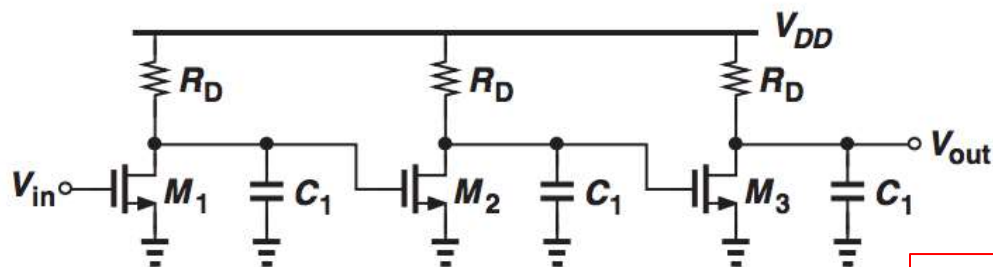 V_DD
R_D R_D R_D
V_in M_1 C_1 M_2 C_1 M_3 C_1 V_out